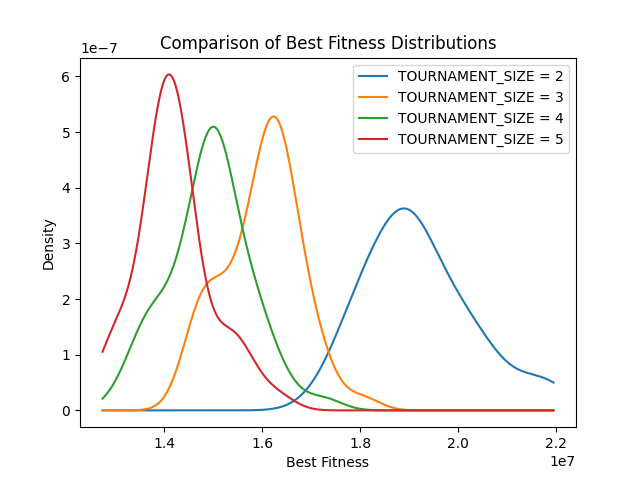 Comparison of Best Fitness Distributions
1e−7
TOURNAMENT_SIZE = 2
TOURNAMENT_SIZE = 3
TOURNAMENT_SIZE = 4
TOURNAMENT_SIZE = 5
6
5
4
3
2
1
0
Density
1.4
1.6
1.8
2.0
2.2
Best Fitness
1e7